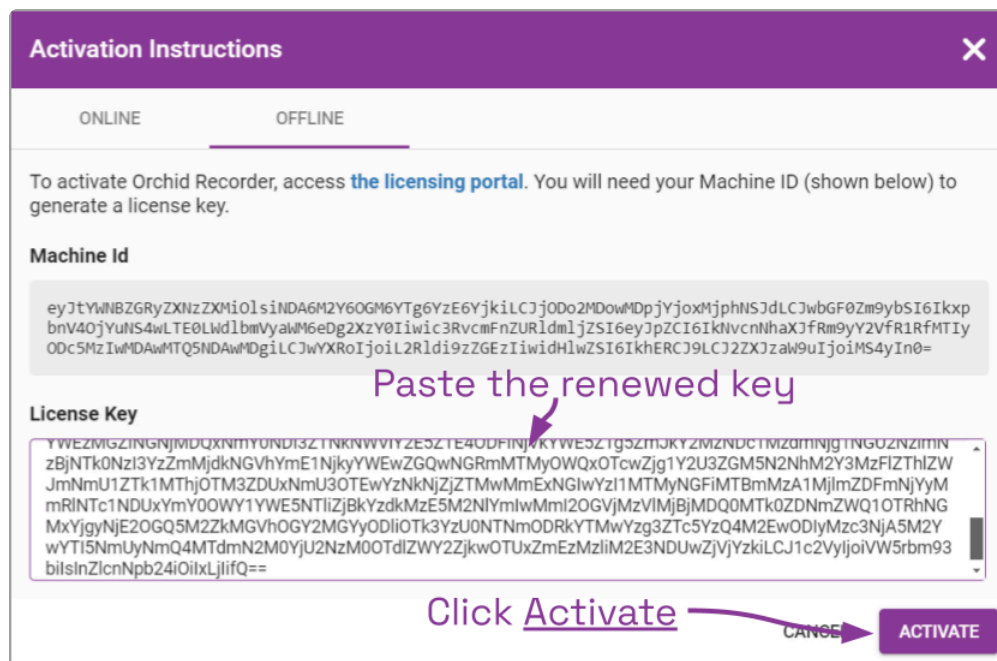 Activation Instructions
ONLINE
OFFLINE
To activate Orchid Recorder, access the licensing portal. You will need your Machine ID (shown below) to
generate a license key.
Machine Id
eyJtYWNBZGRyZXNzZXMiOlsiNDA6M2Y6OGM6YTg6YzE6YjkiLCJjODo2MDowMDpjYjoxMjphNSJdLCJwbGF0Zm9ybSI6Ikxp
bnV4OjYuNS4wLTE0LWdlbmVyaWM6eDg2XzY0Iiwic3RvcmFnZURldmljZSI6eyJpZCI6IkNvcnNhaXJfRm9yY2VfR1RfMTIy
ODc5MzIwMDAwMTQ5NDAwMDgiLCJwYXRoIjoiL2Rldi9zZGEzIiwidHlwZSI6IkhERCJ9LCJ2ZXJzaW9uIjoiMS4yIn0=
Paste the renewed key
License Key
zBjNTk0NzI3YzZmMjdkNGVhYmE1NjkyYWEwZGQwNGRmMTMyOWQxOTcwZjg1Y2U3ZGM5N2NhM2Y3MzFlZThlZW
JmNmU1ZTk1MThjOTM3ZDUxNmU3OTEwYzNkNjZjZTMwMmExNGIwYzI1MTMyNGFiMTBmMzA1MjlmZDFmNjYyM
mRlNTc1NDUxYmY0OWY1YWE5NTliZjBkYzdkMzE5M2NlYmIwMmI2OGVjMzVlMjBjMDQ0MTk0ZDNmZWQ1OTRhNG
MxYjgyNjE2OGQ5M2ZkMGVhOGY2MGYyODliOTk3YzU0NTNmODRkYTMwYzg3ZTc5YzQ4M2EwODIyMzc3NjA5M2Y
wYTI5NmUyNmQ4MTdmN2M0YjU2NzM0OTdlZWY2ZjkwOTUxZmEzMzliM2E3NDUwZjVjYzkiLCJ1c2VyIjoiVW5rbm93
biIsInZlcnNpb24iOiIxLjIifQ==
Click Activate
ACTIVATE